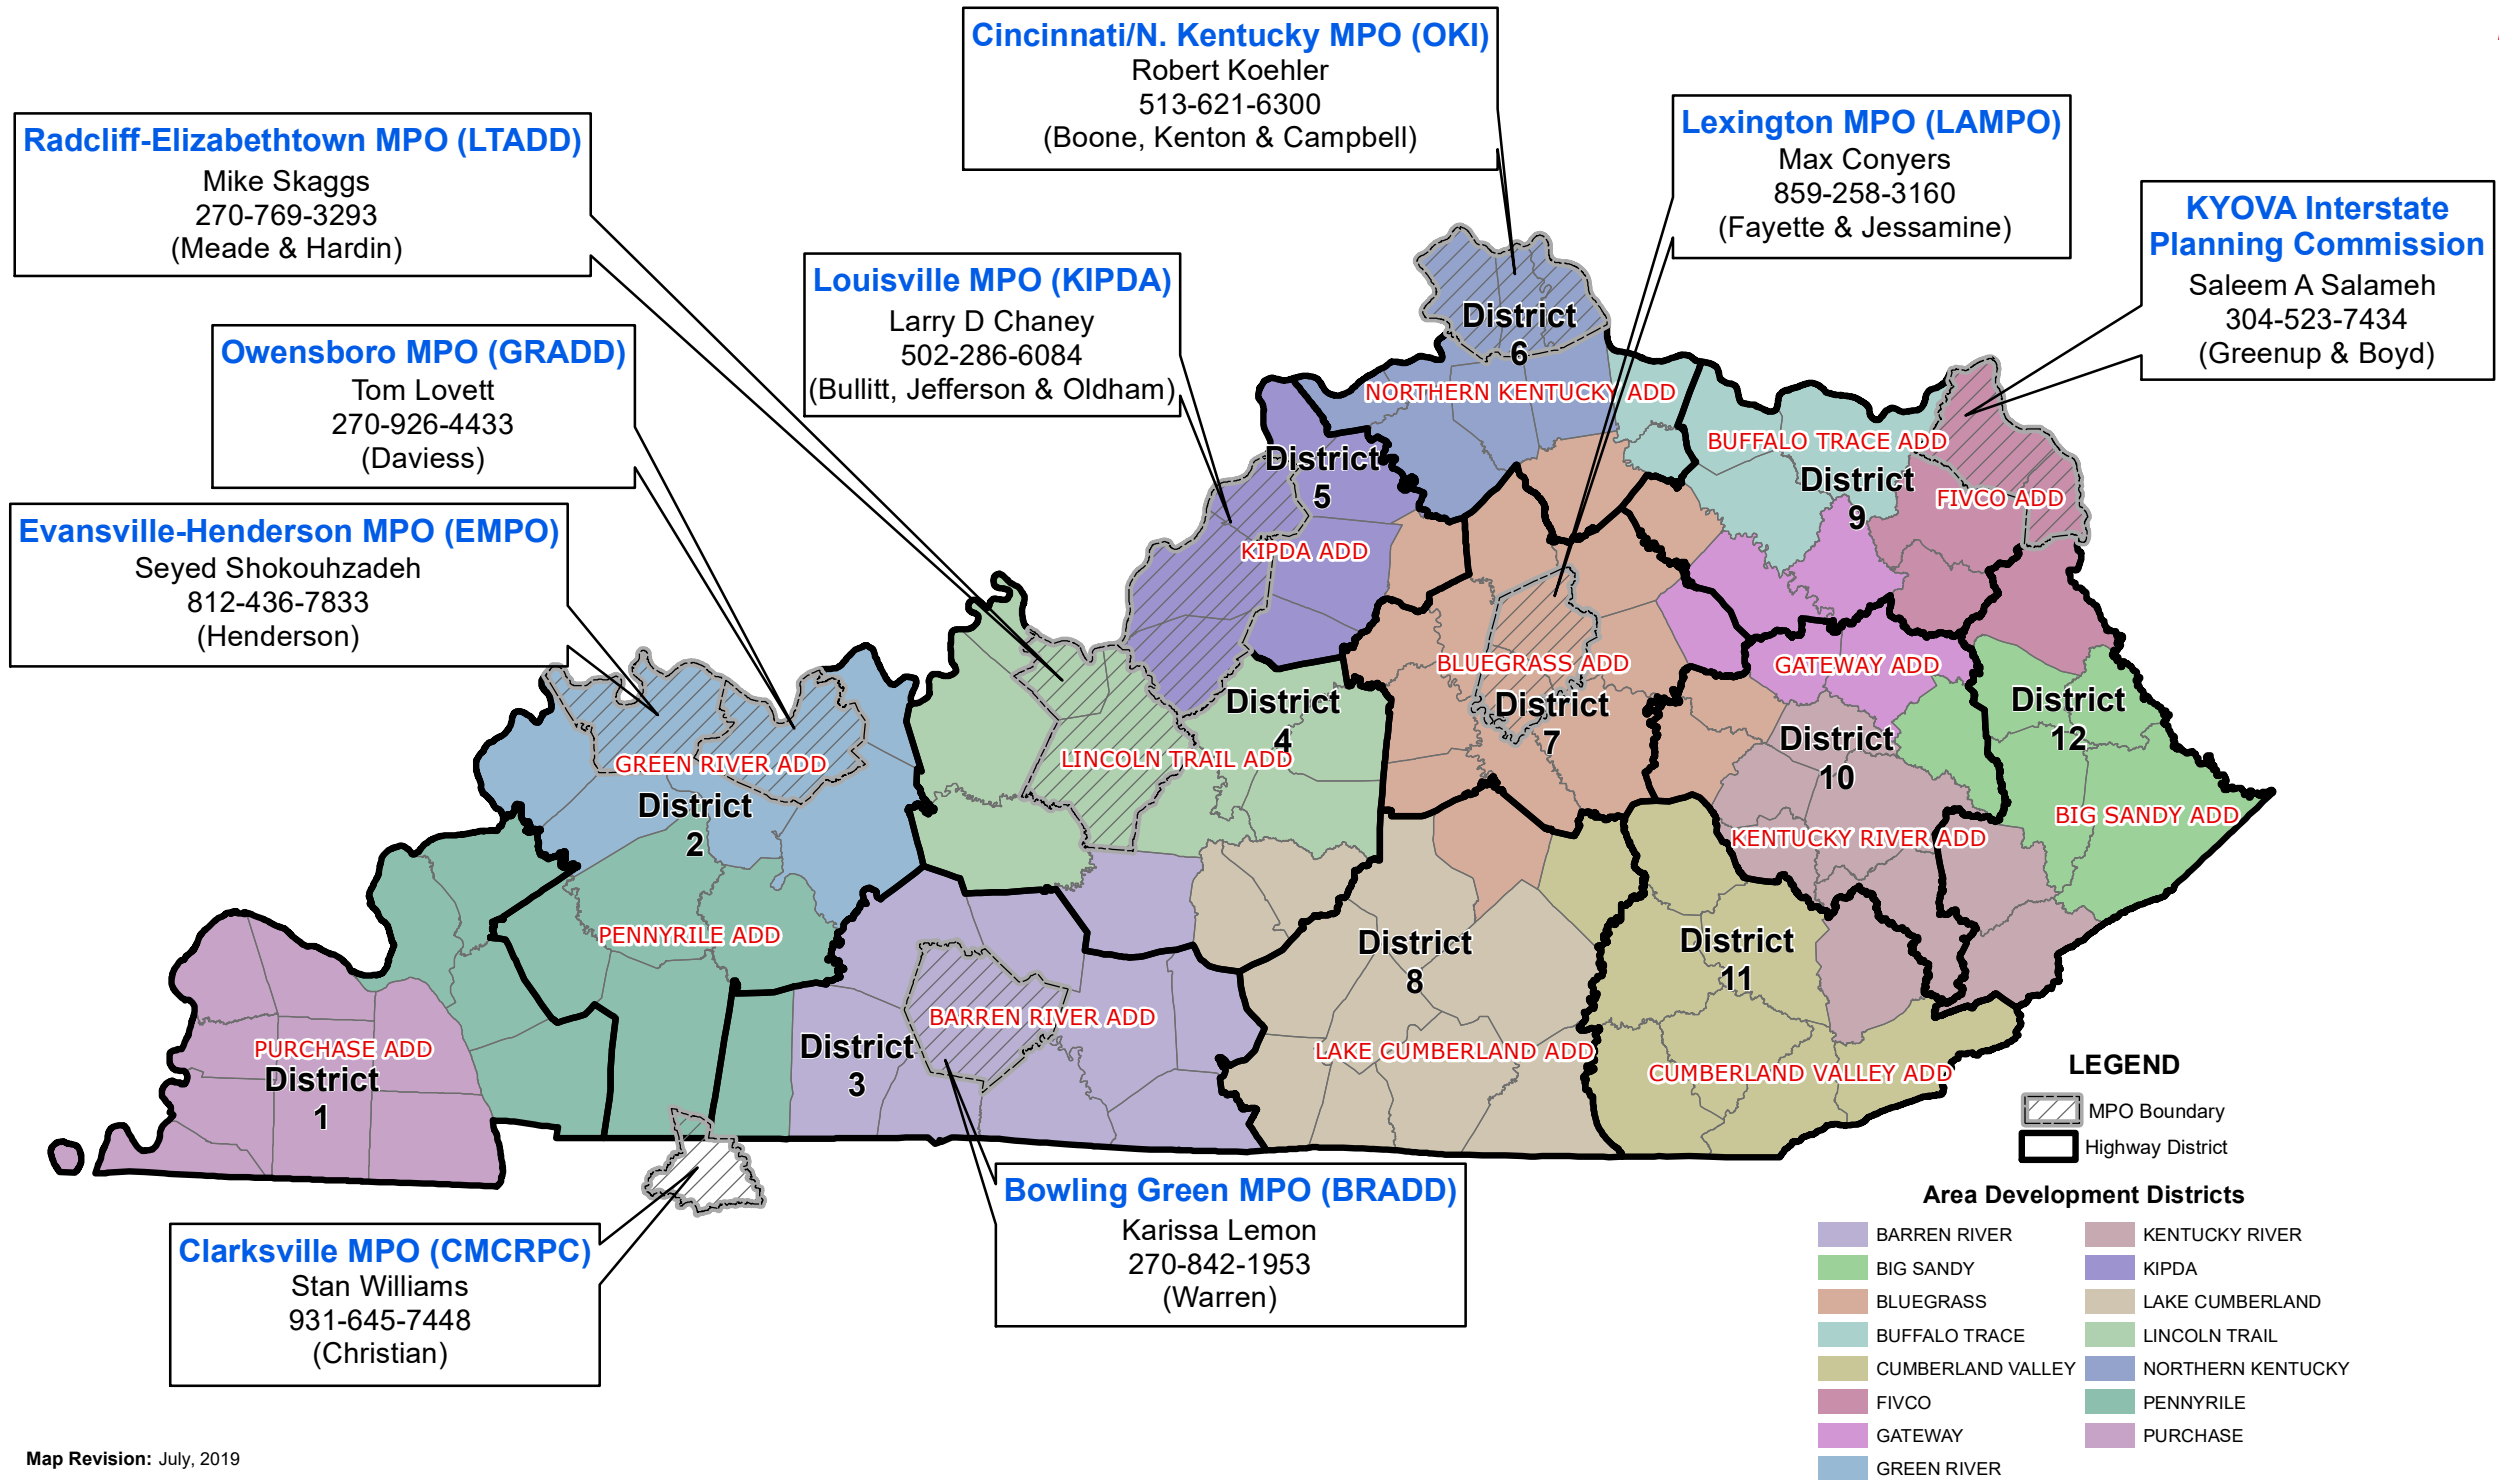 Cincinnati/N. Kentucky MPO (OKI)
Robert Koehler
513-621-6300
(Boone, Kenton & Campbell)
Radcliff-Elizabethtown MPO (LTADD)
Mike Skaggs
270-769-3293
(Meade & Hardin)
Lexington MPO (LAMPO)
Max Conyers
859-258-3160
(Fayette & Jessamine)
KYOVA Interstate
Planning Commission
Saleem A Salameh
304-523-7434
(Greenup & Boyd)
Louisville MPO (KIPDA)
Larry D Chaney
502-286-6084
(Bullitt, Jefferson & Oldham)
Owensboro MPO (GRADD)
Tom Lovett
270-926-4433
(Daviess)
Evansville-Henderson MPO (EMPO)
Seyed Shokouhzadeh
812-436-7833
(Henderson)
District
6
NORTHERN KENTUCKY ADD
BUFFALO TRACE ADD
District
9
FIVCO ADD
District
5
KIPDA ADD
BLUEGRASS ADD
District
7
GATEWAY ADD
District
4
LINCOLN TRAIL ADD
District
10
District
12
GREEN RIVER ADD
District
2
KENTUCKY RIVER ADD
BIG SANDY ADD
PENNYRILE ADD
District
8
District
11
BARREN RIVER ADD
District
3
LAKE CUMBERLAND ADD
CUMBERLAND VALLEY ADD
PURCHASE ADD
District
1
Clarksville MPO (CMCRPC)
Stan Williams
931-645-7448
(Christian)
Bowling Green MPO (BRADD)
Karissa Lemon
270-842-1953
(Warren)
LEGEND
MPO Boundary
Highway District
Area Development Districts
BARREN RIVER
BIG SANDY
BLUEGRASS
BUFFALO TRACE
CUMBERLAND VALLEY
FIVCO
GATEWAY
GREEN RIVER
KENTUCKY RIVER
KIPDA
LAKE CUMBERLAND
LINCOLN TRAIL
NORTHERN KENTUCKY
PENNYRILE
PURCHASE
Map Revision: July, 2019